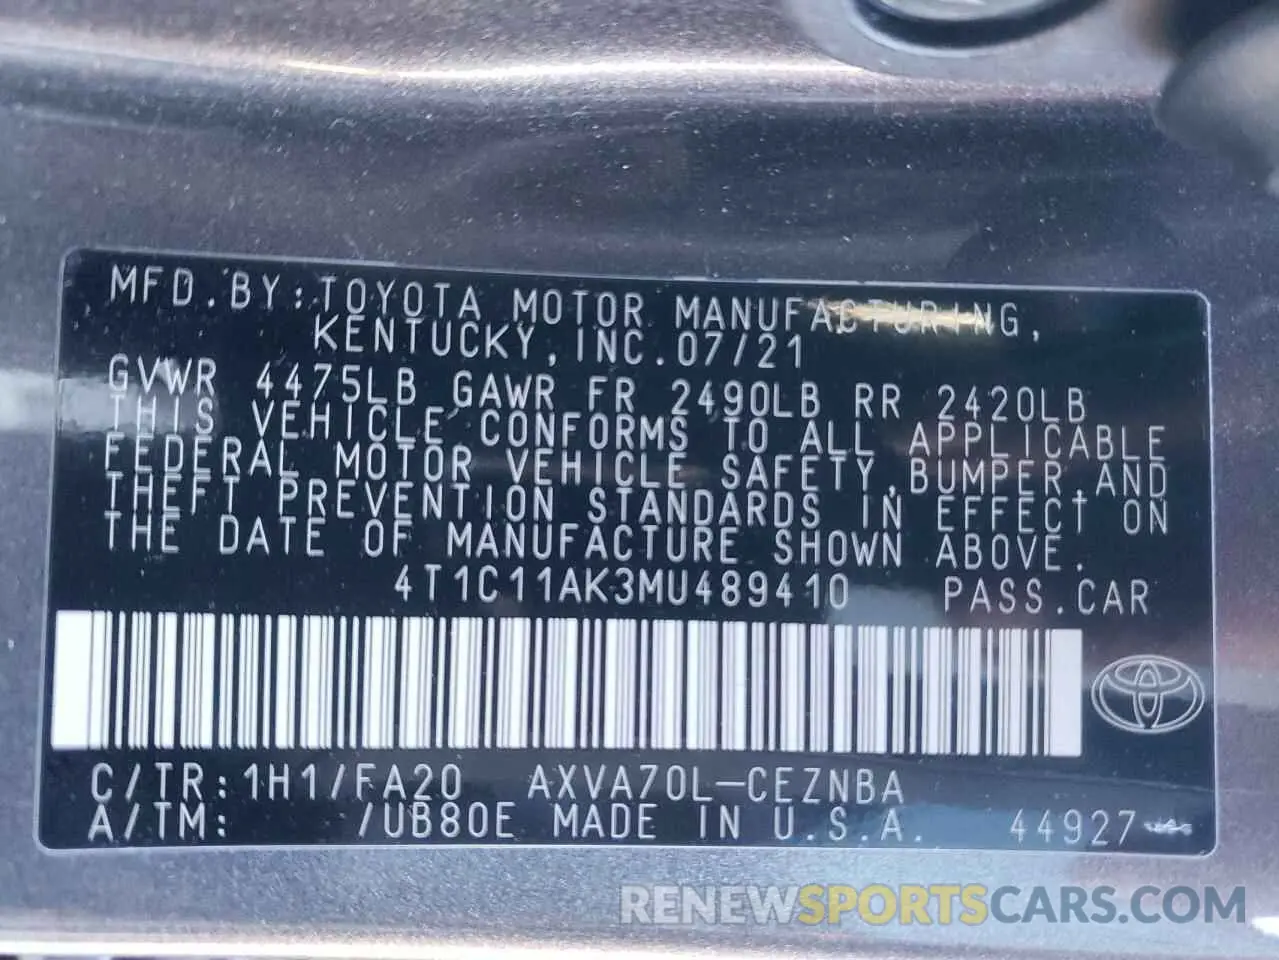 MFD.BY:TOYOTA MOTOR MANUFACTURING,
KENTUCKY,INC.07/21
GVWR 4475LB GAWR FR 2490LB RR 2420LB
THIS VEHICLE CONFORMS TO ALL APPLICABLE
FEDERAL MOTOR VEHICLE SAFETY,BUMPER,AND
THEFT PREVENTION STANDARDS IN EFFECT ON
THE DATE OF MANUFACTURE SHOWN ABOVE.
4T1C11AK3MU489410 PASS.CAR
C/TR:1H1/FA20 AXVA70L-CEZNBA
A/TM: /UB80E MADE IN U.S.A. 44927
RENEWSPORTSCARS.COM